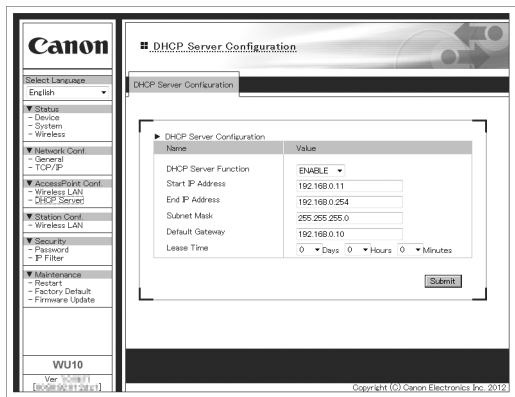 Canon
Select Language
English
▼ Status
- Device
- System
- Wireless
▼ Network Conf.
- General
- TCP/IP
▼ AccessPoint Conf.
- Wireless LAN
- DHCP Server
▼ Station Conf.
- Wireless LAN
▼ Security
- Password
- IP Filter
▼ Maintenance
- Restart
- Factory Default
- Firmware Update
WU10
Ver
DHCP Server Configuration
DHCP Server Configuration
► DHCP Server Configuration
Name Value
DHCP Server Function ENABLE
Start IP Address 192.168.0.11
End IP Address 192.168.0.254
Subnet Mask 255.255.255.0
Default Gateway 192.168.0.10
Lease Time 0 Days 0 Hours 0 Minutes
Submit
Copyright (C) Canon Electronics Inc. 2012